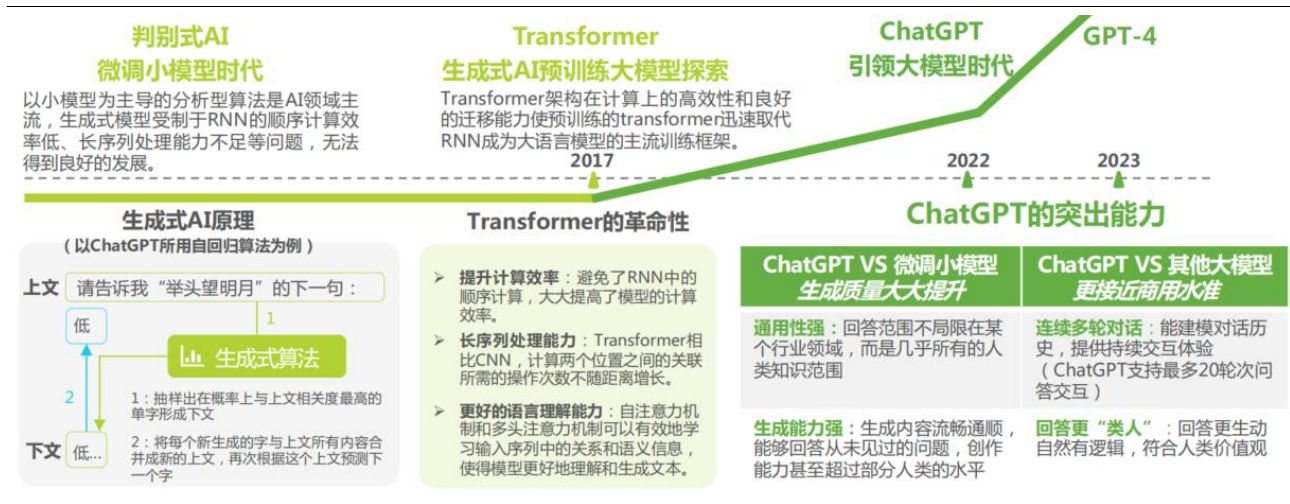 判别式AI
微调小模型时代
以小模型为主导的分析型算法是AI领域主
流，生成式模型受制于RNN的顺序计算效
率低、长序列处理能力不足等问题，无法
得到良好的发展。
Transformer
生成式AI预训练大模型探索
Transformer架构在计算上的高效性和良好
的迁移能力使预训练的transformer迅速取代
RNN成为大语言模型的主流训练框架。
ChatGPT
引领大模型时代
GPT-4
2017
2022
2023
生成式AI原理
（以ChatGPT所用自回归算法为例）
上文
请告诉我“举头望明月”的下一句：
低
1
生成式算法
2
1：抽样出在概率上与上文相关度最高的
单字形成下文
下文
低...
2：将每个新生成的字与上文所有内容合
并成新的上文，再次根据这个上文预测下
一个字
Transformer的革命性
➢ 提升计算效率：避免了RNN中的
顺序计算，大大提高了模型的计算
效率。
➢ 长序列处理能力：Transformer相
比CNN，计算两个位置之间的关联
所需的操作次数不随距离增长。
➢ 更好的语言理解能力：自注意力机
制和多头注意力机制可以有效地学
习输入序列中的关系和语义信息，
使得模型更好地理解和生成文本。
ChatGPT的突出能力
ChatGPT VS 微调小模型
生成质量大大提升
ChatGPT VS 其他大模型
更接近商用水准
通用性强：回答范围不局限在某
个行业领域，而是几乎所有的人
类知识范围
连续多轮对话：能建模对话历
史，提供持续交互体验
（ChatGPT支持最多20轮次问
答交互）
生成能力强：生成内容流畅通顺，
能够回答从未见过的问题，创作
能力甚至超过部分人类的水平
回答更“类人”：回答更生动
自然有逻辑，符合人类价值观